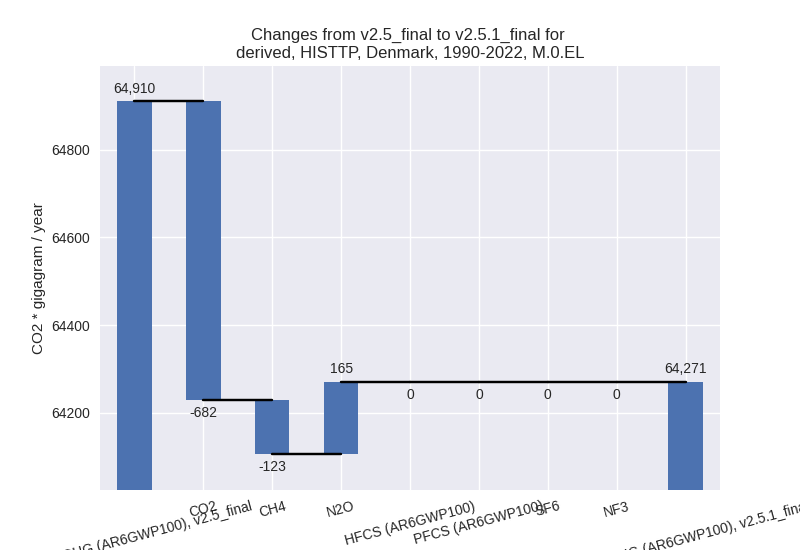 Changes from v2.5_final to v2.5.1_final for
derived, HISTTP, Denmark, 1990-2022, M.0.EL
64,910
64800
64600
64400
64200
CO2 * gigagram / year
-682
-123
165
0
0
0
0
64,271
(AR6GWP100), v2.5_final
CO2
CH4
N2O
HFCS (AR6GWP100)
PFCS (AR6GWP100)
SF6
NF3
(AR6GWP100), v2.5.1_fina